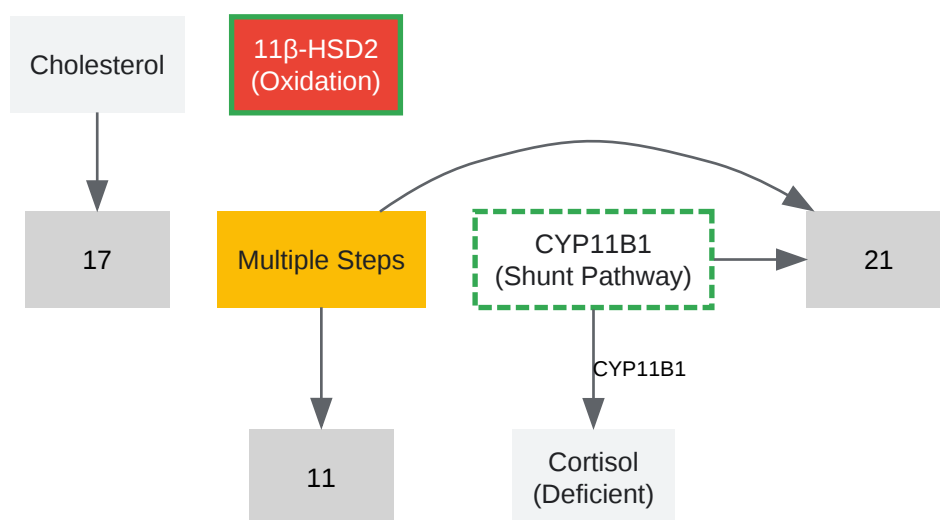 Cholesterol
11β-HSD2
(Oxidation)
17
Multiple Steps
CYP11B1
(Shunt Pathway)
21
CYP11B1
11
Cortisol
(Deficient)